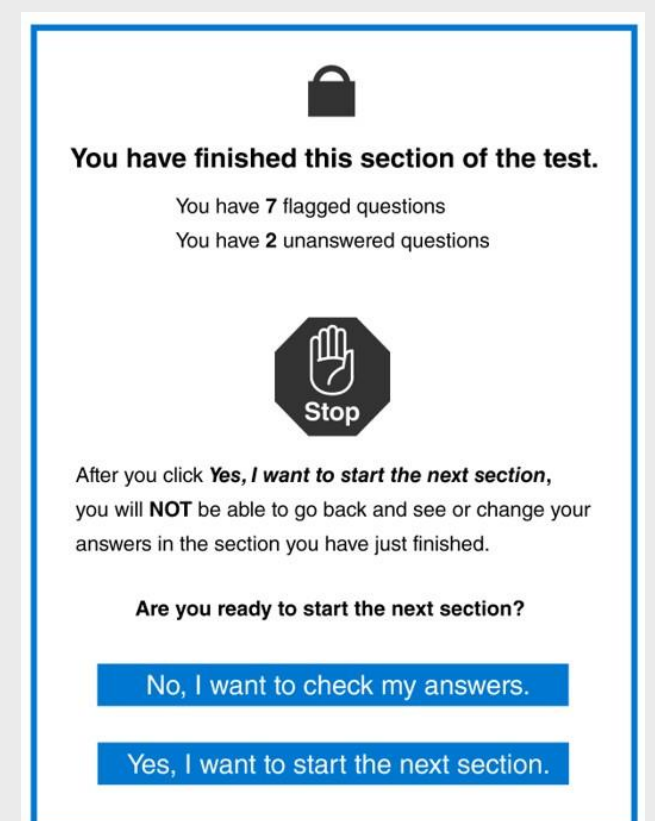 You have finished this section of the test.
You have 7 flagged questions
You have 2 unanswered questions
Stop
After you click Yes, I want to start the next section,
you will NOT be able to go back and see or change your
answers in the section you have just finished.
Are you ready to start the next section?
No, I want to check my answers.
Yes, I want to start the next section.